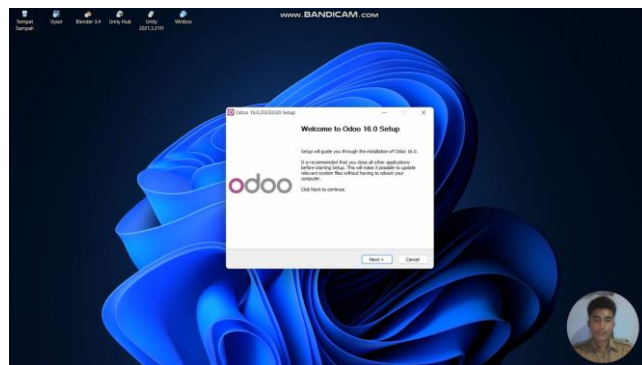 www.BANDICAM.com
Tempat Sampah
Vysor
Blender 3.4
Unity Hub
Unity 2021.3.21f1
Winbox
Odoo 16.0.20230320 Setup
Welcome to Odoo 16.0 Setup
Setup will guide you through the installation of Odoo 16.0.
It is recommended that you close all other applications
before starting Setup. This will make it possible to update
relevant system files without having to reboot your
computer.
Click Next to continue.
odoo
Next >
Cancel